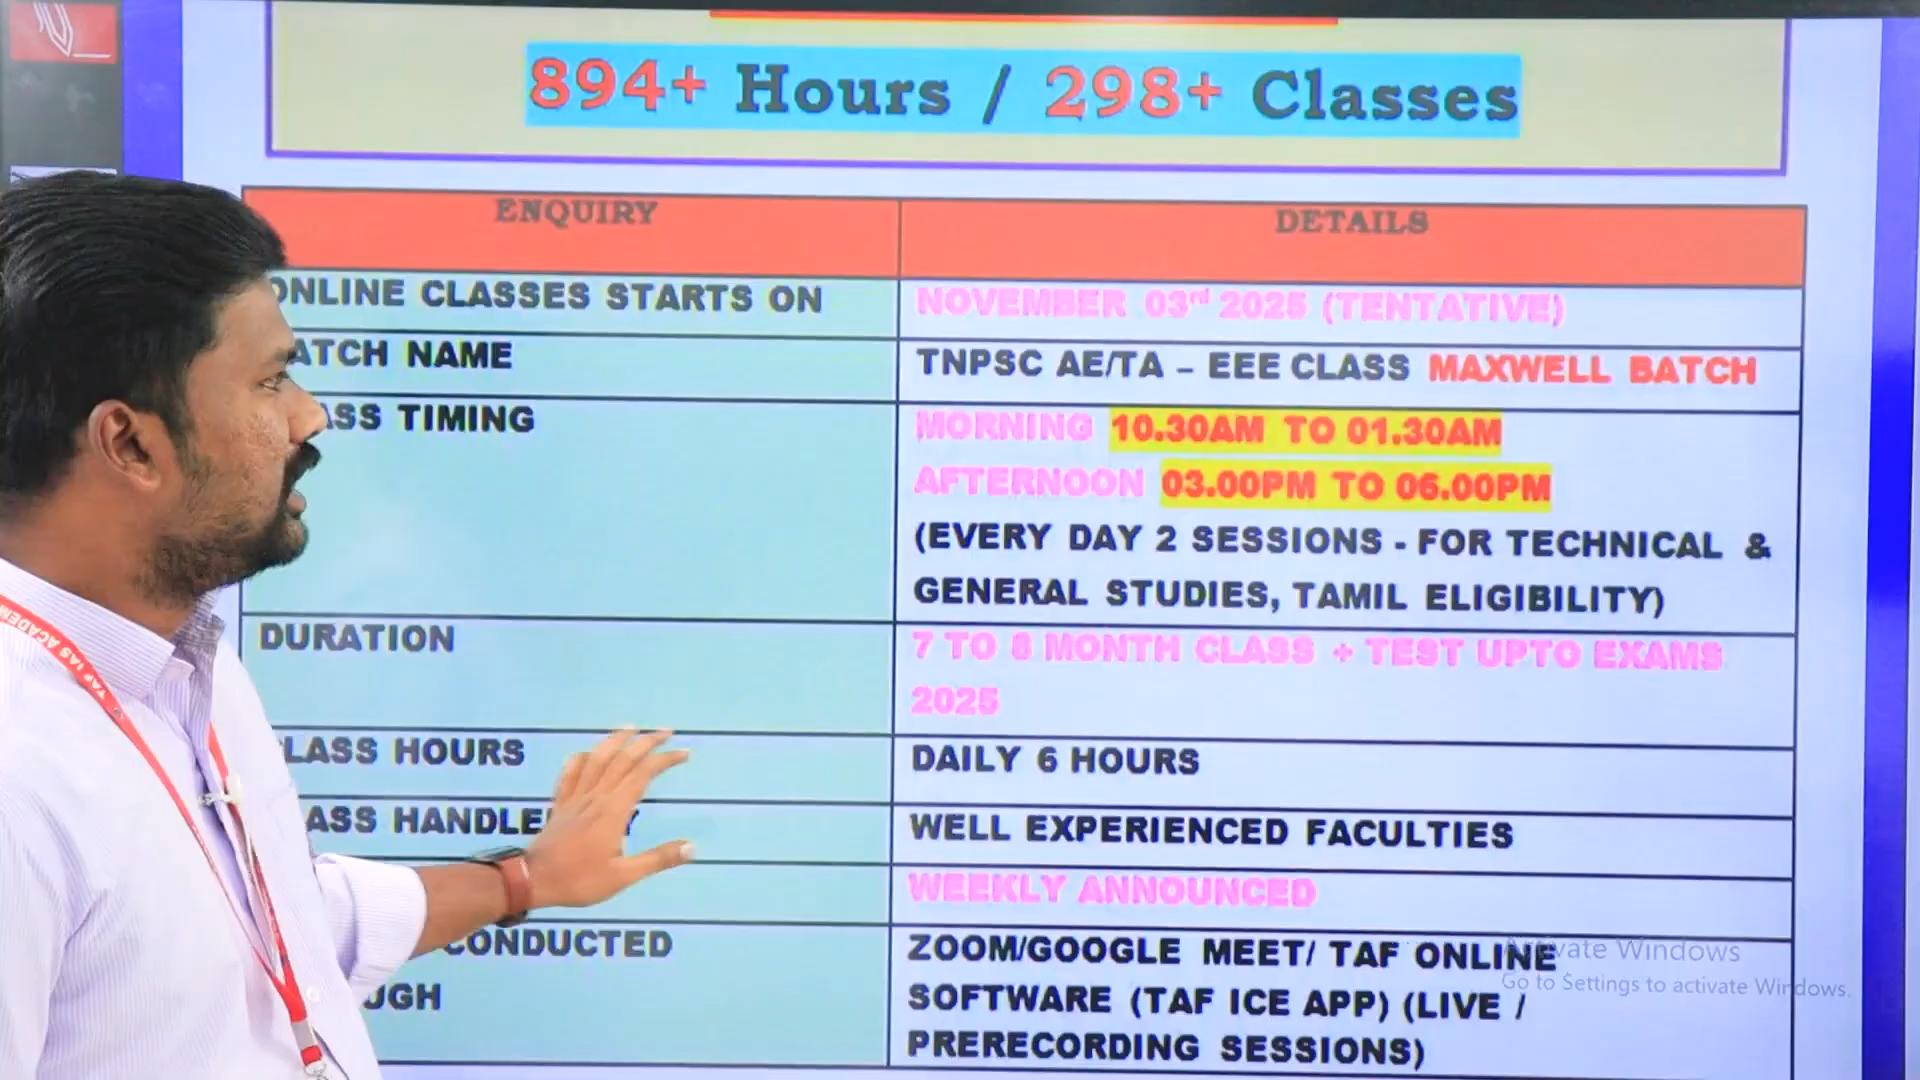 894+ Hours / 298+ Classes
ENQUIRY
DETAILS
ONLINE CLASSES STARTS ON
NOVEMBER 03rd 2025 (TENTATIVE)
ATCH NAME
TNPSC AE/TA – EEE CLASS MAXWELL BATCH
ASS TIMING
MORNING 10.30AM TO 01.30AM
AFTERNOON 03.00PM TO 06.00PM
(EVERY DAY 2 SESSIONS - FOR TECHNICAL &
GENERAL STUDIES, TAMIL ELIGIBILITY)
DURATION
7 TO 8 MONTH CLASS + TEST UPTO EXAMS
2025
LASS HOURS
DAILY 6 HOURS
ASS HANDLE
WELL EXPERIENCED FACULTIES
WEEKLY ANNOUNCED
CONDUCTED
UGH
ZOOM/GOOGLE MEET/ TAF ONLINE
SOFTWARE (TAF ICE APP) (LIVE /
PRERECORDING SESSIONS)
Activate Windows
Go to Settings to activate Windows.
TAF IAS ACADEM